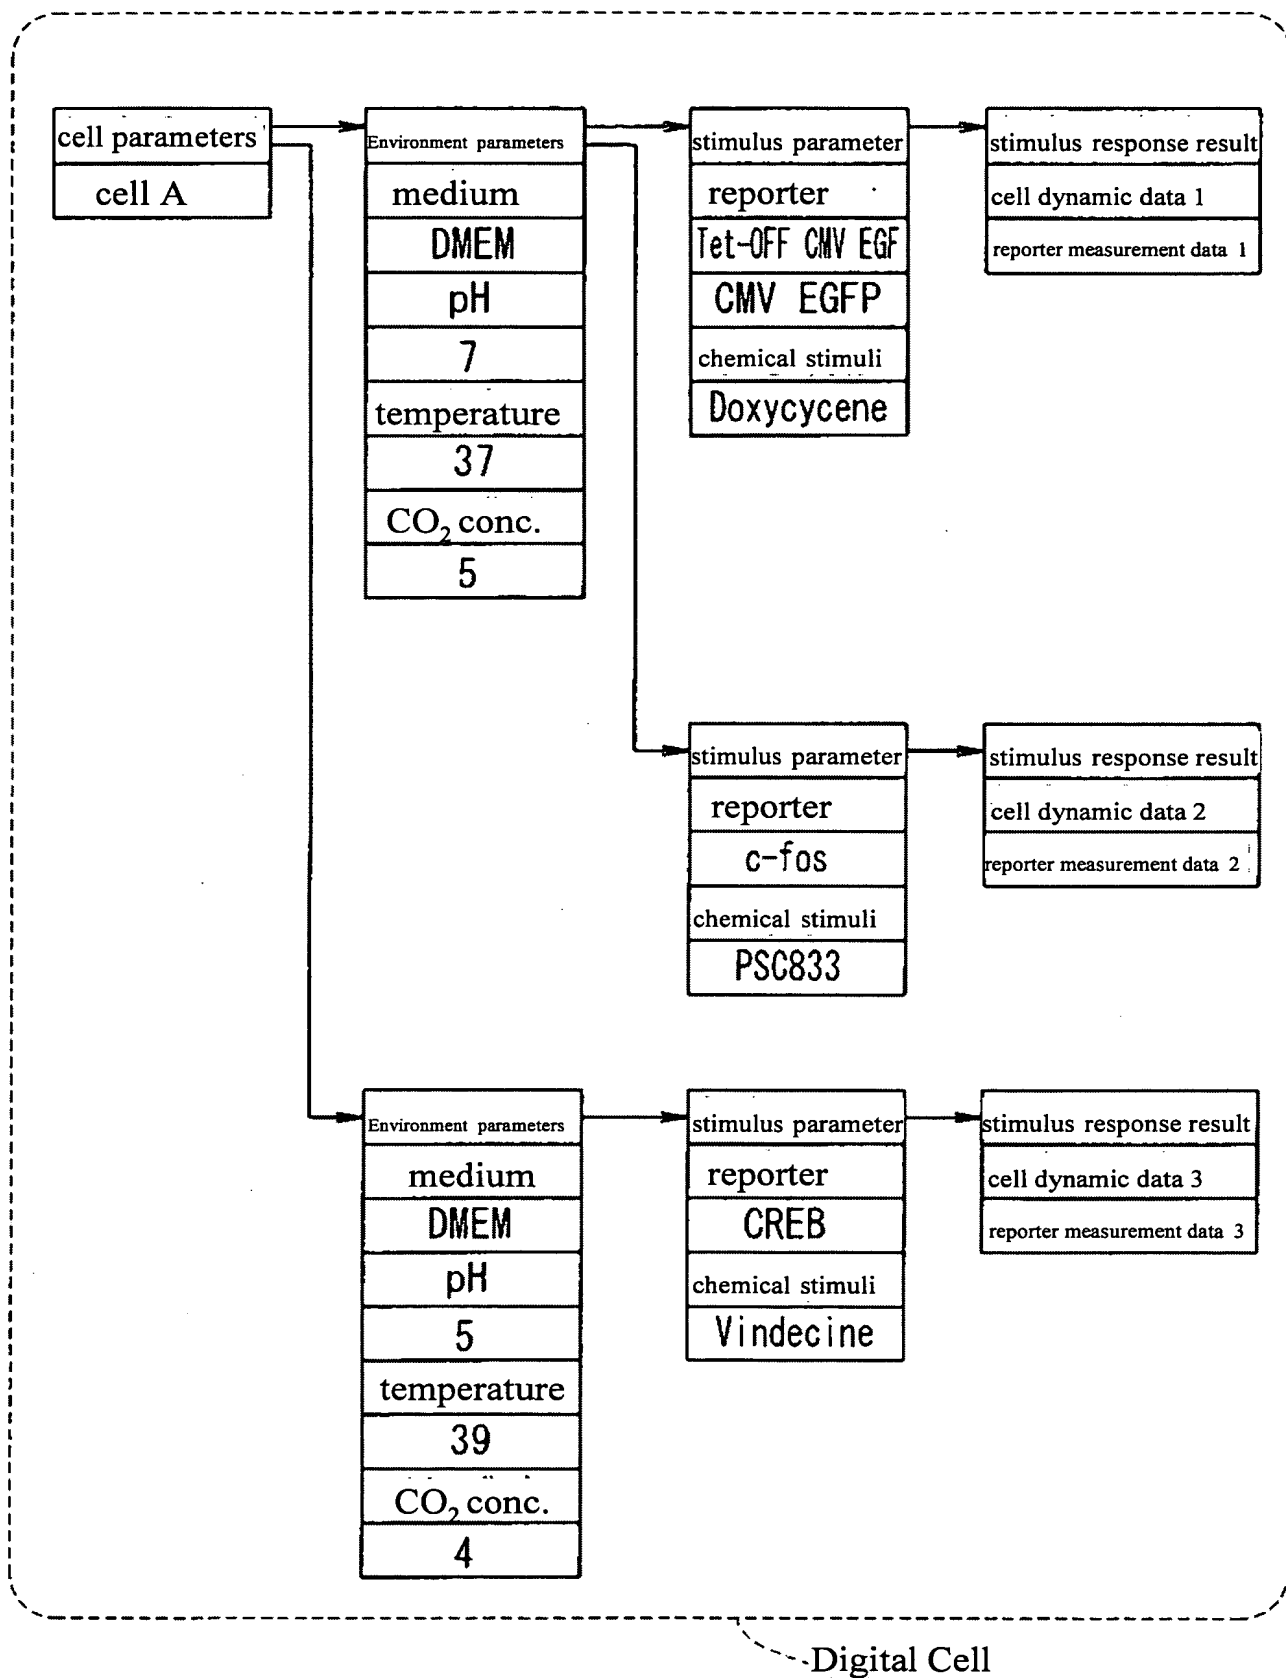 cell parameters
cell A
Environment parameters
medium
DMEM
pH
7
temperature
37
CO₂ conc.
5
stimulus parameter
reporter
Tet-OFF CMV EGF
CMV EGFP
chemical stimuli
Doxycycene
stimulus response result
cell dynamic data 1
reporter measurement data 1
stimulus parameter
reporter
c-fos
chemical stimuli
PSC833
stimulus response result
cell dynamic data 2
reporter measurement data 2
Environment parameters
medium
DMEM
pH
5
temperature
39
CO₂ conc.
4
stimulus parameter
reporter
CREB
chemical stimuli
Vindecine
stimulus response result
cell dynamic data 3
reporter measurement data 3
Digital Cell